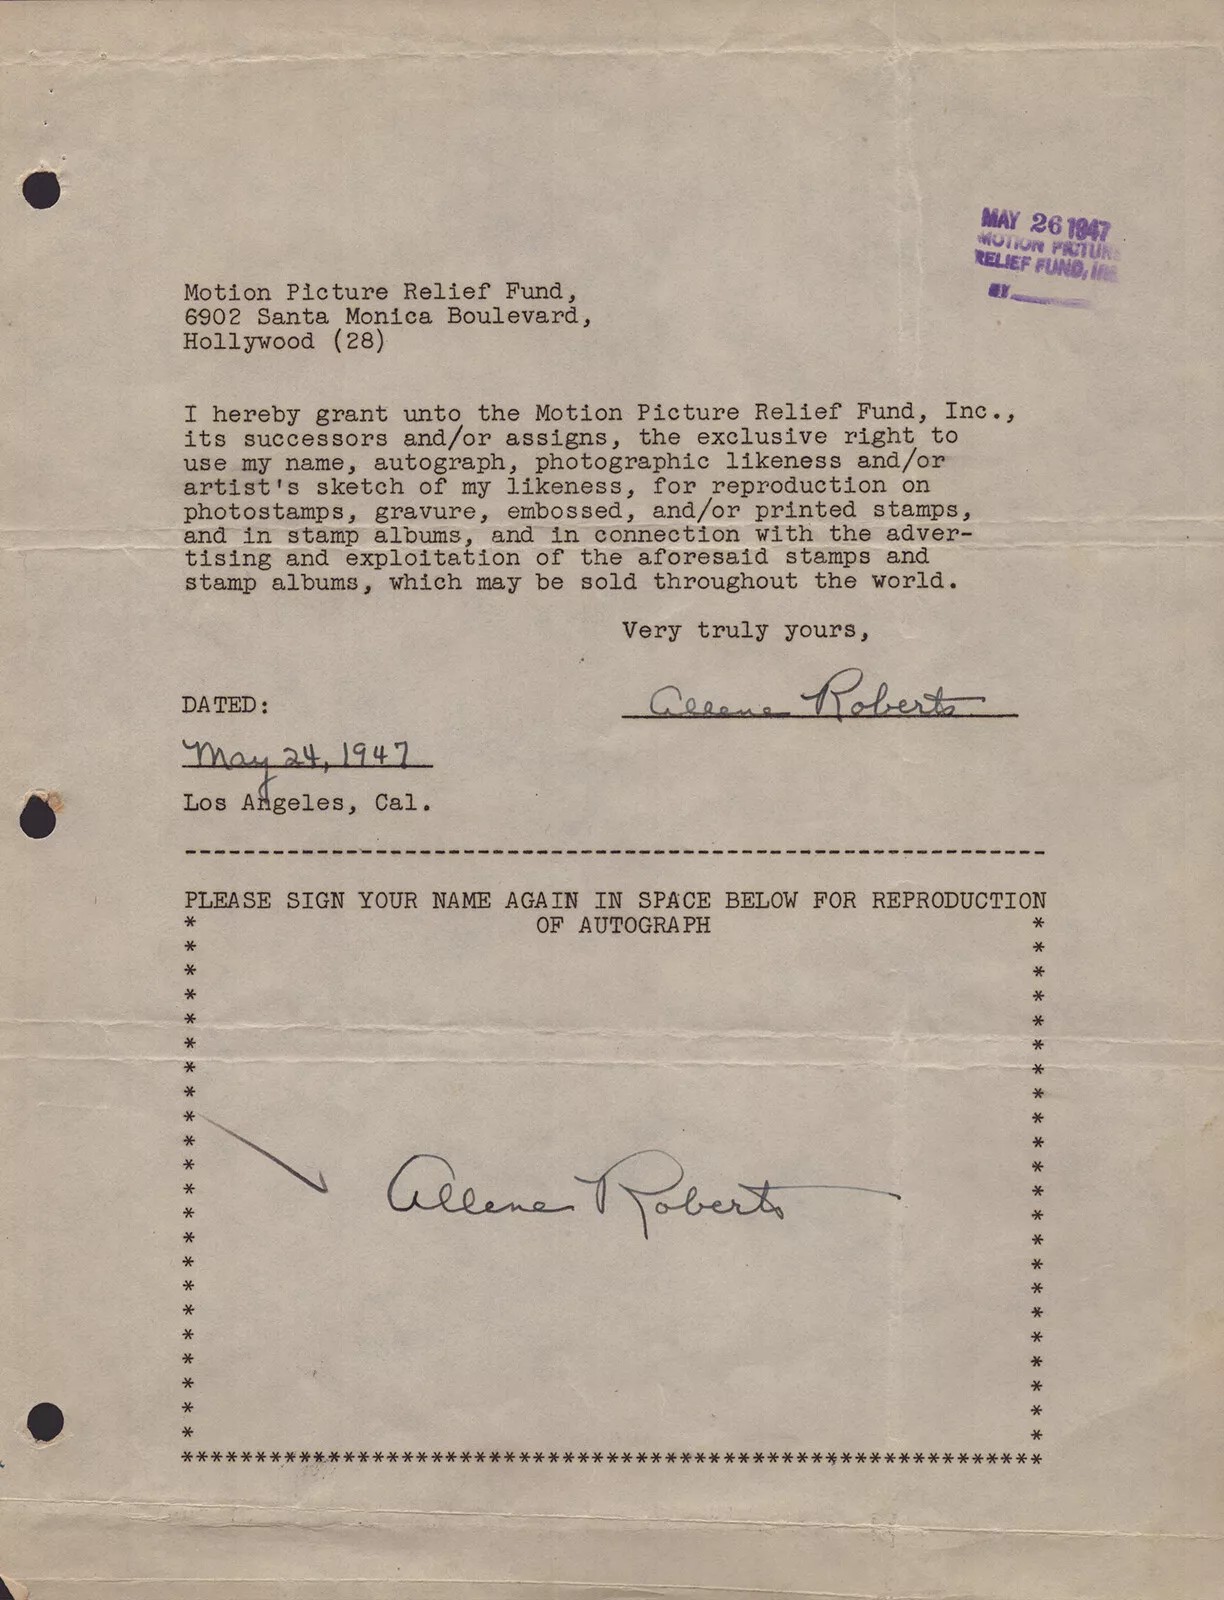 MAY 26 1947
MOTION PICTURE
RELIEF FUND, INC.
BY
Motion Picture Relief Fund,
6902 Santa Monica Boulevard,
Hollywood (28)
I hereby grant unto the Motion Picture Relief Fund, Inc.,
its successors and/or assigns, the exclusive right to
use my name, autograph, photographic likeness and/or
artist's sketch of my likeness, for reproduction on
photostamps, gravure, embossed, and/or printed stamps,
and in stamp albums, and in connection with the adver-
tising and exploitation of the aforesaid stamps and
stamp albums, which may be sold throughout the world.
Very truly yours,
Allene Roberts
DATED:
May 24, 1947
Los Angeles, Cal.
PLEASE SIGN YOUR NAME AGAIN IN SPACE BELOW FOR REPRODUCTION
OF AUTOGRAPH
Allene Roberts